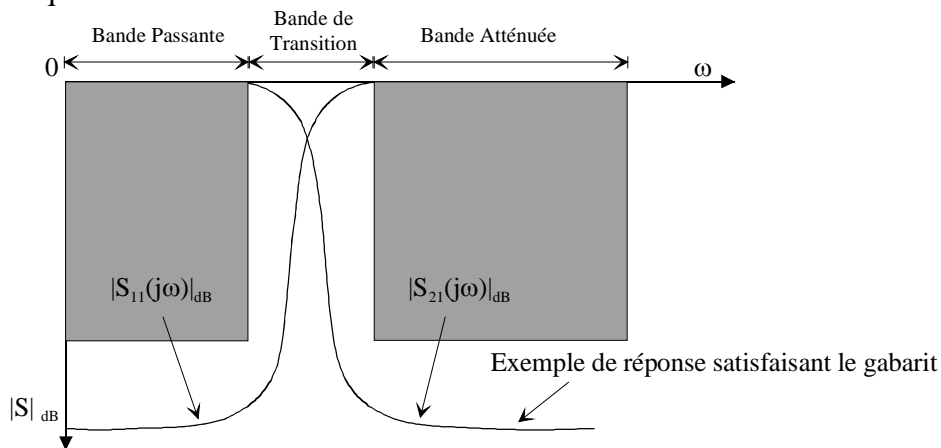 Bande Passante
Bande de
Transition
Bande Atténuée
0
ω
|S₁₁(jω)|dB
|S₂₁(jω)|dB
Exemple de réponse satisfaisant le gabarit
|S| dB